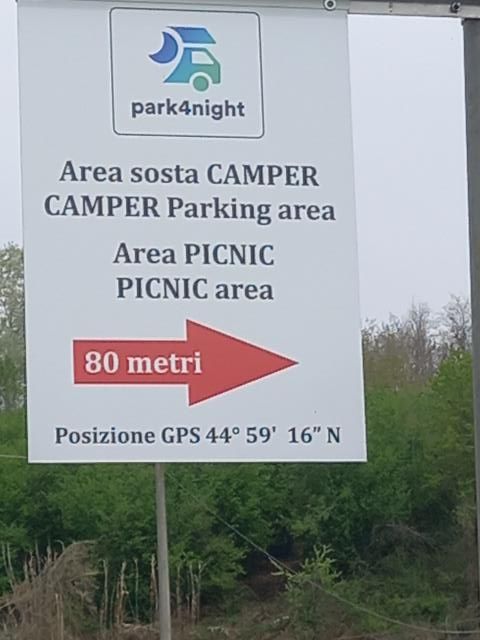 park4night
Area sosta CAMPER
CAMPER Parking area
Area PICNIC
PICNIC area
80 metri
Posizione GPS 44° 59' 16" N